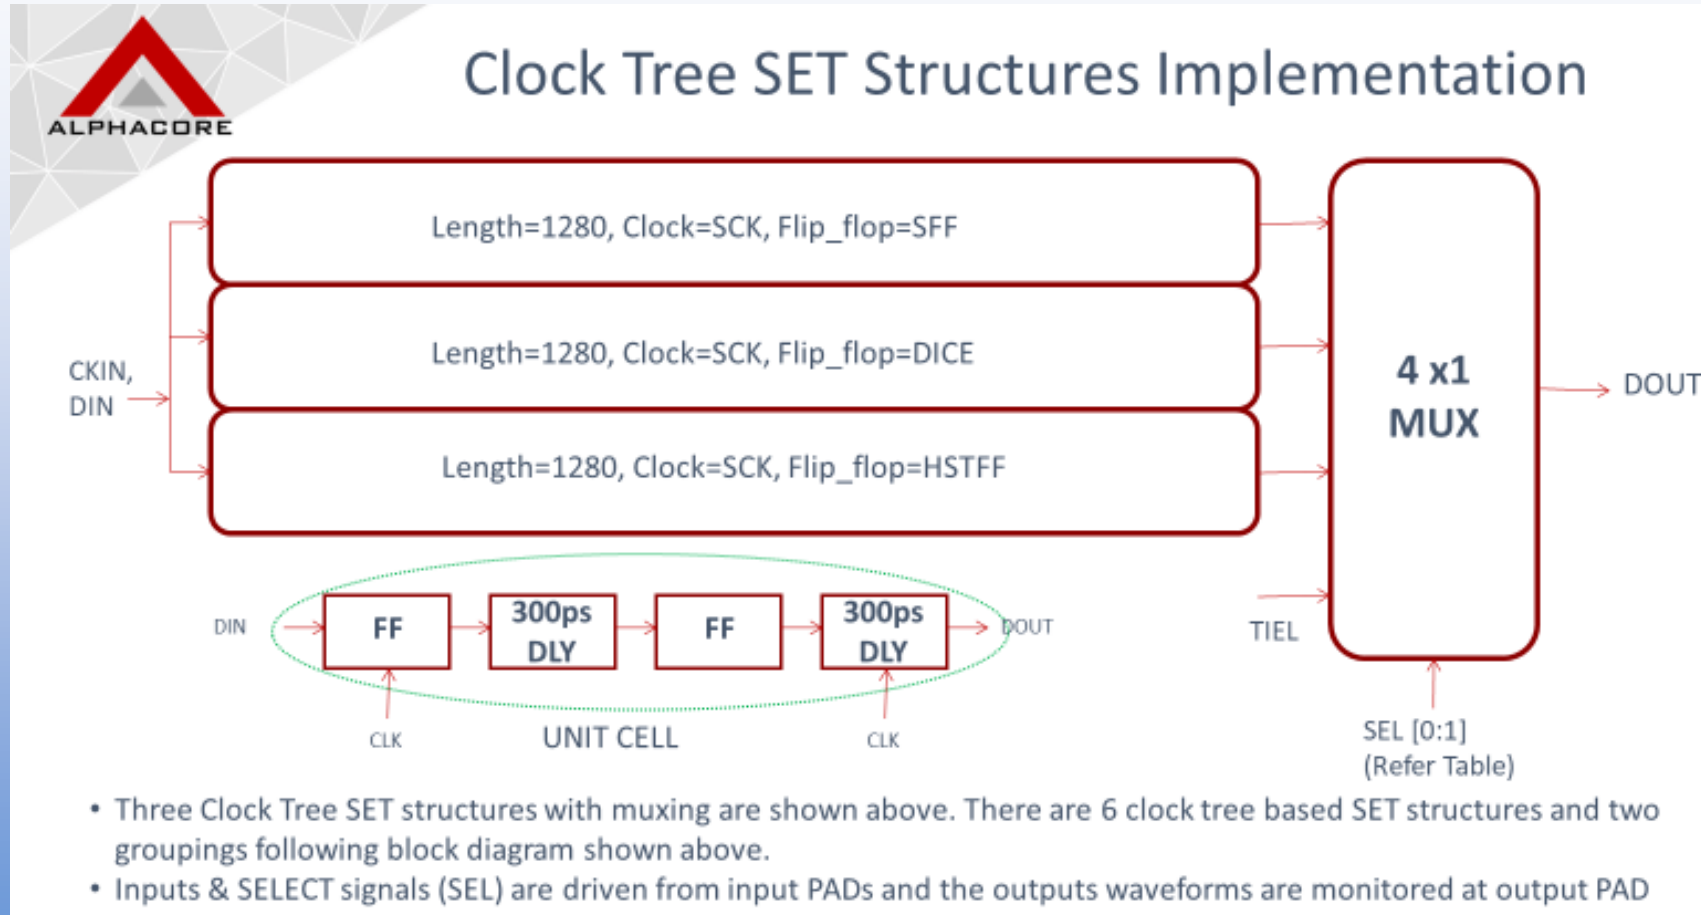 ALPHACORE
Clock Tree SET Structures Implementation
Length=1280, Clock=SCK, Flip_flop=SFF
Length=1280, Clock=SCK, Flip_flop=DICE
Length=1280, Clock=SCK, Flip_flop=HSTFF
CKIN,
DIN
4 x1
MUX
DOUT
TIEL
SEL [0:1]
(Refer Table)
DIN
FF
300ps
DLY
FF
300ps
DLY
DOUT
CLK
UNIT CELL
CLK
• Three Clock Tree SET structures with muxing are shown above. There are 6 clock tree based SET structures and two
groupings following block diagram shown above.
• Inputs & SELECT signals (SEL) are driven from input PADs and the outputs waveforms are monitored at output PAD